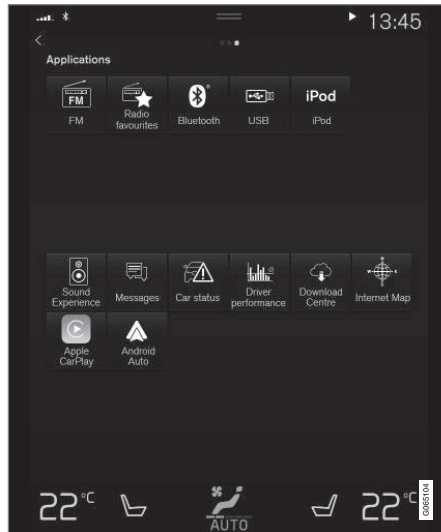 13:45
Applications
FM
iPod
FM
Radio
favourites
Bluetooth
USB
iPod
Sound
Experience
Messages
Car status
Driver
performance
Download
Centre
Internet Map
Apple
CarPlay
Android
Auto
22°C
AUTO
22°C
G065104